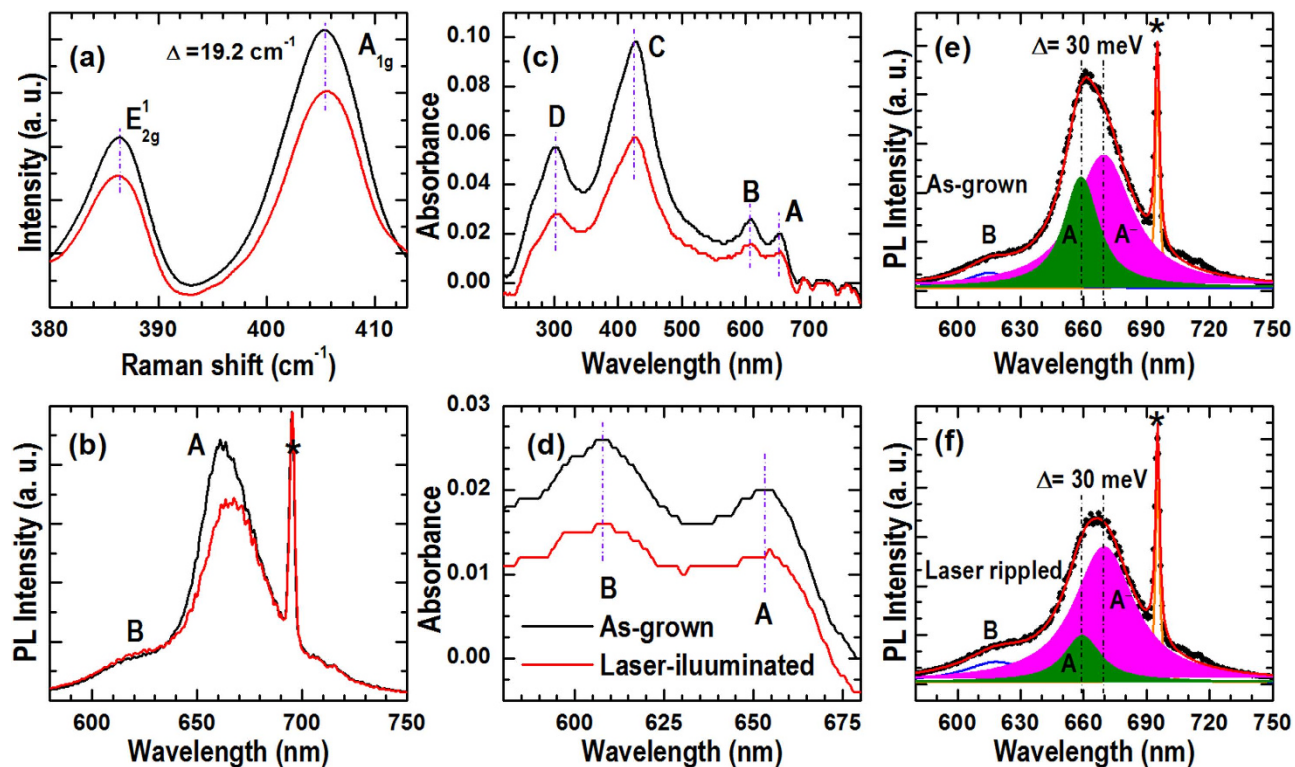 (a)
Δ = 19.2 cm⁻¹
A₁g
E¹₂g
Intensity (a. u.)
380 390 400 410
Raman shift (cm⁻¹)
(b)
A
*
B
PL Intensity (a. u.)
600 650 700 750
Wavelength (nm)
(c)
C
D
B
A
Absorbance
0.10
0.08
0.06
0.04
0.02
0.00
300 400 500 600 700
Wavelength (nm)
(d)
B
A
As-grown
Laser-iluuminated
Absorbance
0.03
0.02
0.01
0.00
600 625 650 675
Wavelength (nm)
(e)
*
Δ= 30 meV
As-grown
B
A
A⁻
PL Intensity (a. u.)
600 630 660 690 720 750
Wavelength (nm)
(f)
*
Δ= 30 meV
Laser rippled
B
A
A⁻
PL Intensity (a. u.)
600 630 660 690 720 750
Wavelength (nm)